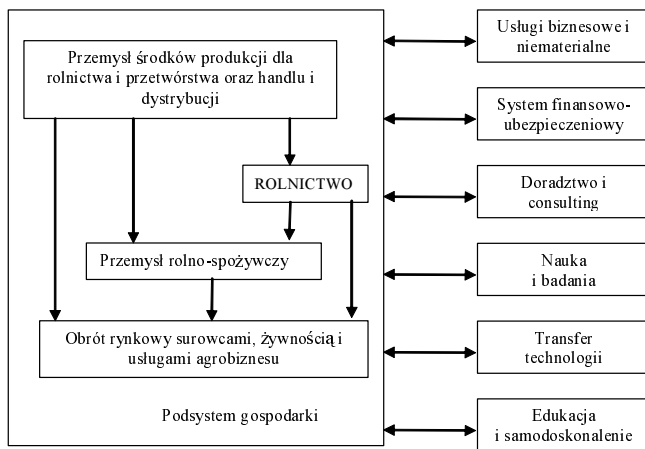 Przemysł środków produkcji dla
rolnictwa i przetwórstwa oraz handlu i
dystrybucji
ROLNICTWO
Przemysł rolno-spożywczy
Obrót rynkowy surowcami, żywnością i
usługami agrobiznesu
Podsystem gospodarki
Usługi biznesowe i
niematerialne
System finansowo-
ubezpieczeniowy
Doradztwo i
consulting
Nauka
i badania
Transfer
technologii
Edukacja
i samodoskonalenie